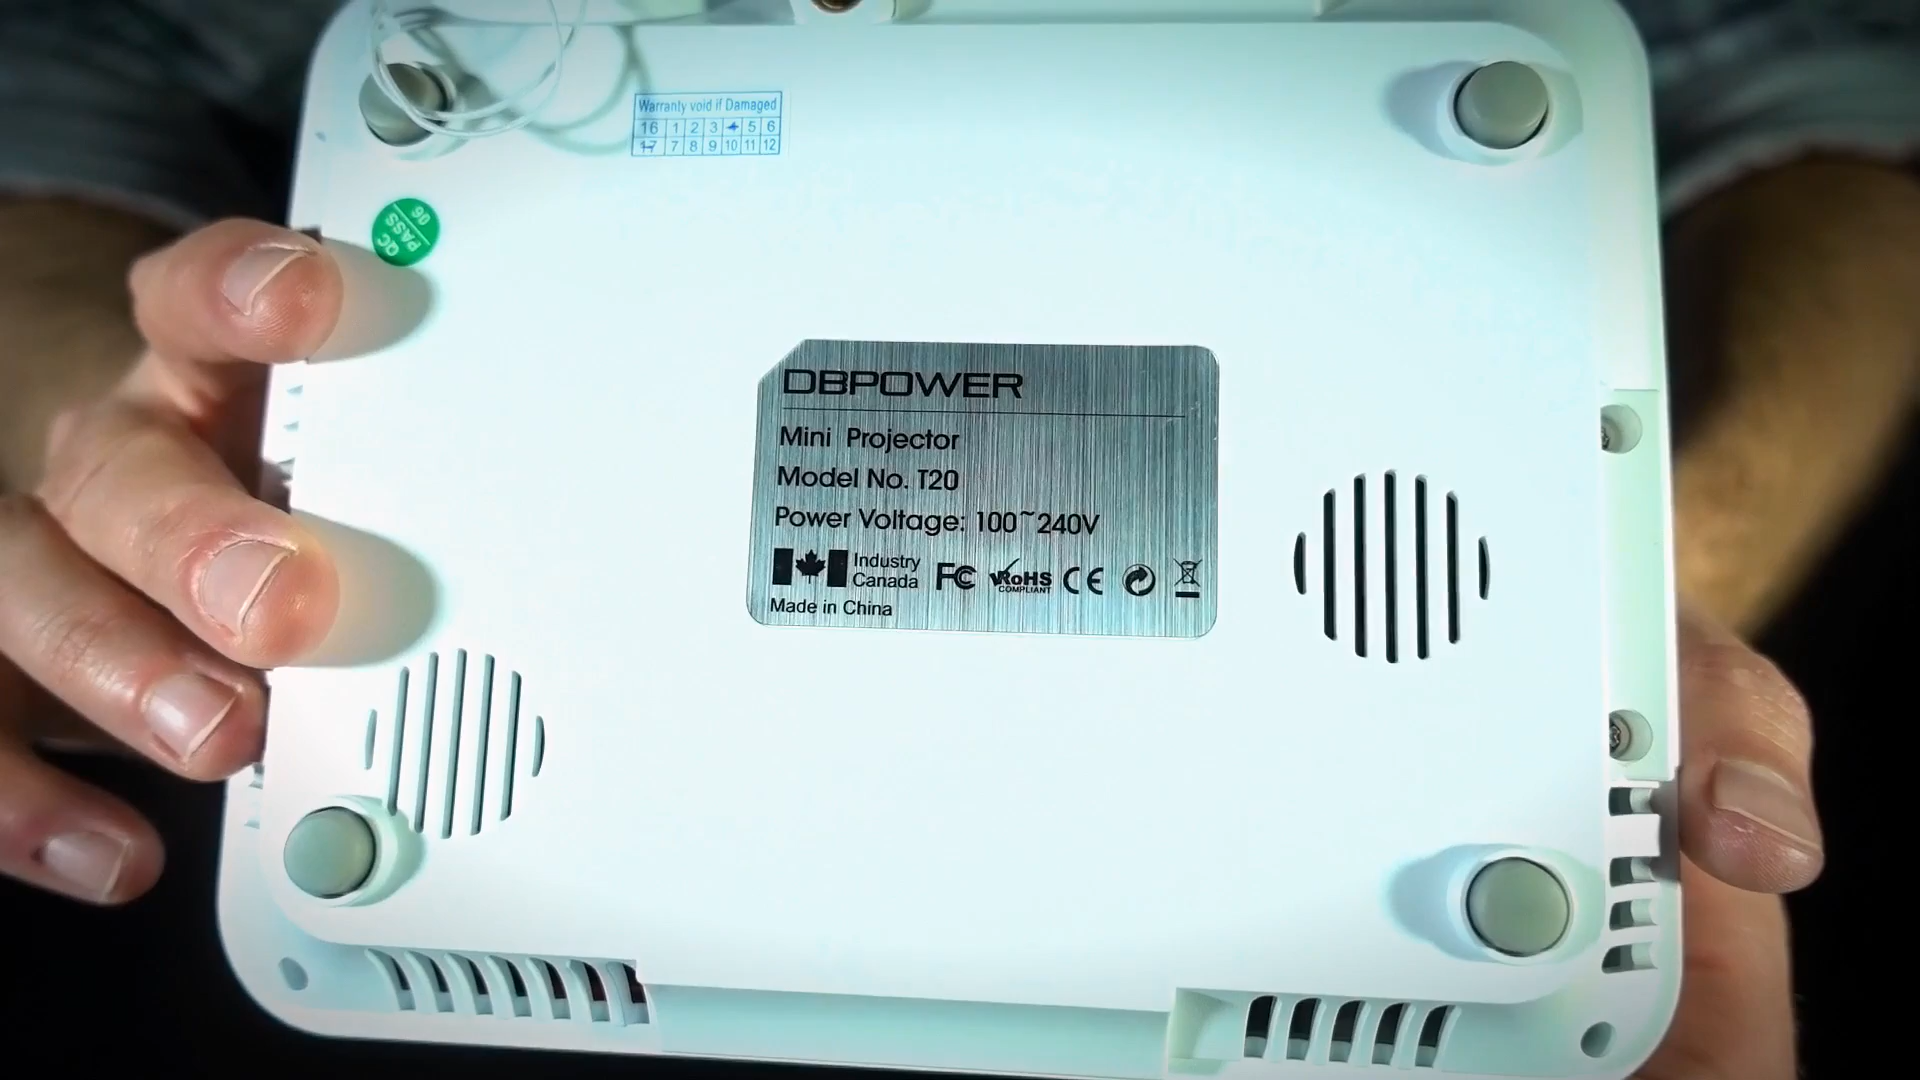 Warranty void if Damaged
16 1 2 3 4 5 6
17 7 8 9 10 11 12
QC
PASS
06
DBPOWER
Mini Projector
Model No. T20
Power Voltage: 100~240V
Industry
Canada
FC
RoHS
COMPLIANT
CE
Made in China